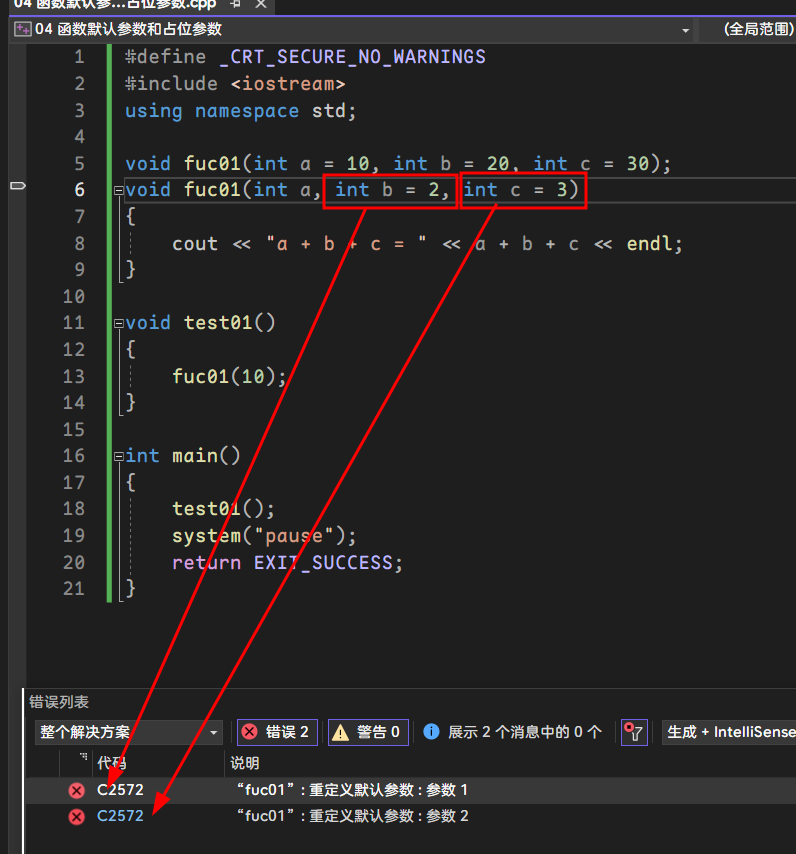 04 函数默认参…占位参数.cpp
04 函数默认参数和占位参数
(全局范围)
1 #define _CRT_SECURE_NO_WARNINGS
2 #include <iostream>
3 using namespace std;
4
5 void fuc01(int a = 10, int b = 20, int c = 30);
6 void fuc01(int a, int b = 2, int c = 3)
7 {
8 cout << "a + b + c = " << a + b + c << endl;
9 }
10
11 void test01()
12 {
13 fuc01(10);
14 }
15
16 int main()
17 {
18 test01();
19 system("pause");
20 return EXIT_SUCCESS;
21 }
错误列表
整个解决方案
错误 2
警告 0
展示 2 个消息中的 0 个
生成 + IntelliSense
代码 说明
C2572 “fuc01”: 重定义默认参数 : 参数 1
C2572 “fuc01”: 重定义默认参数 : 参数 2